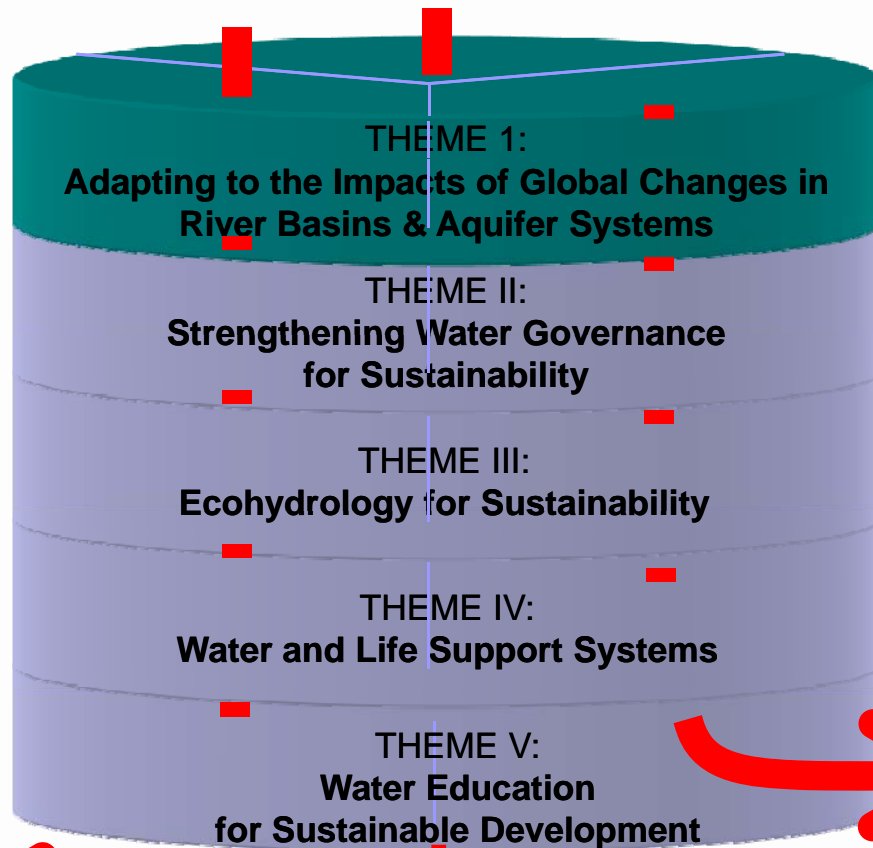 THEME 1:
Adapting to the Impacts of Global Changes in
River Basins & Aquifer Systems
THEME II:
Strengthening Water Governance
for Sustainability
THEME III:
Ecohydrology for Sustainability
THEME IV:
Water and Life Support Systems
THEME V:
Water Education
for Sustainable Development